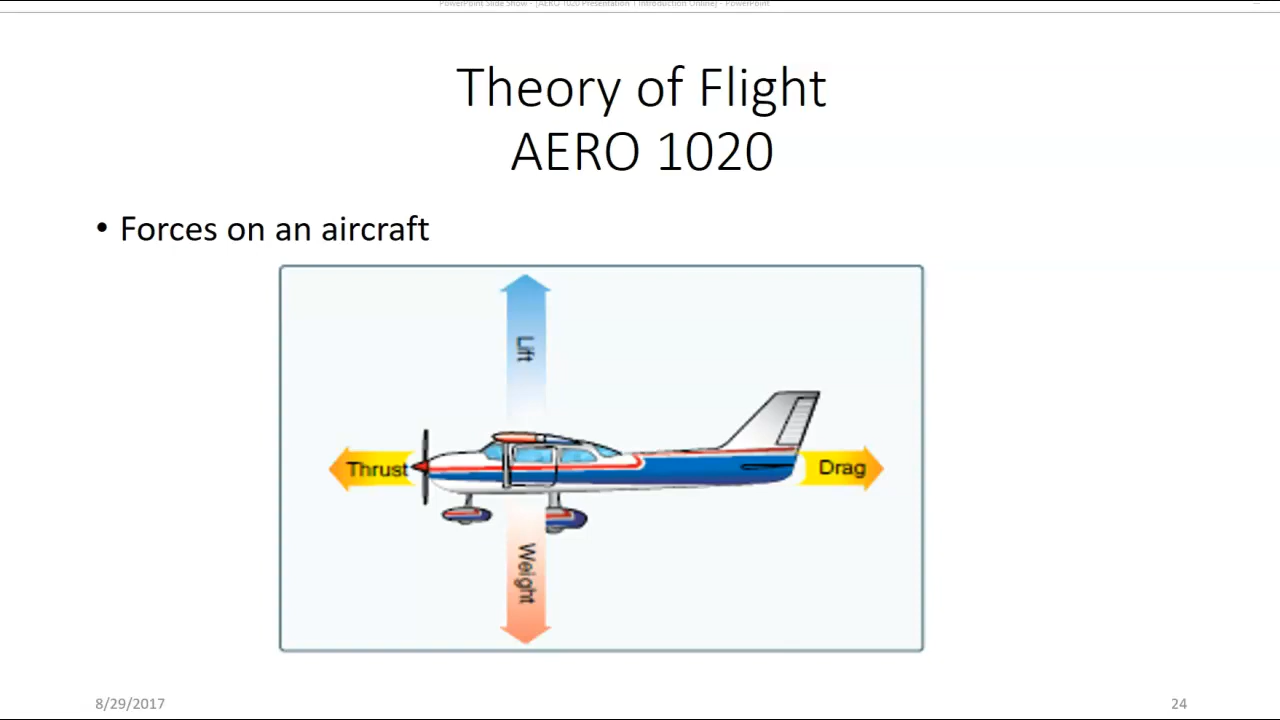 PowerPoint Slide Show - [AERO 1020 Presentation 1 Introduction Online] - PowerPoint
Theory of Flight
AERO 1020
• Forces on an aircraft
Lift
Thrust
Drag
Weight
8/29/2017
24